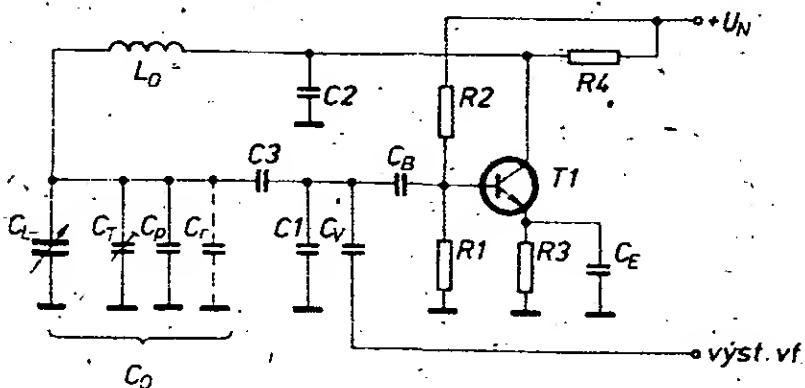 +U_N
L_O
C2
R2
R4
C3
C_B
T1
C_L
C_T
C_p
C_r
C1
C_V
R1
R3
C_E
C_O
výst. vf